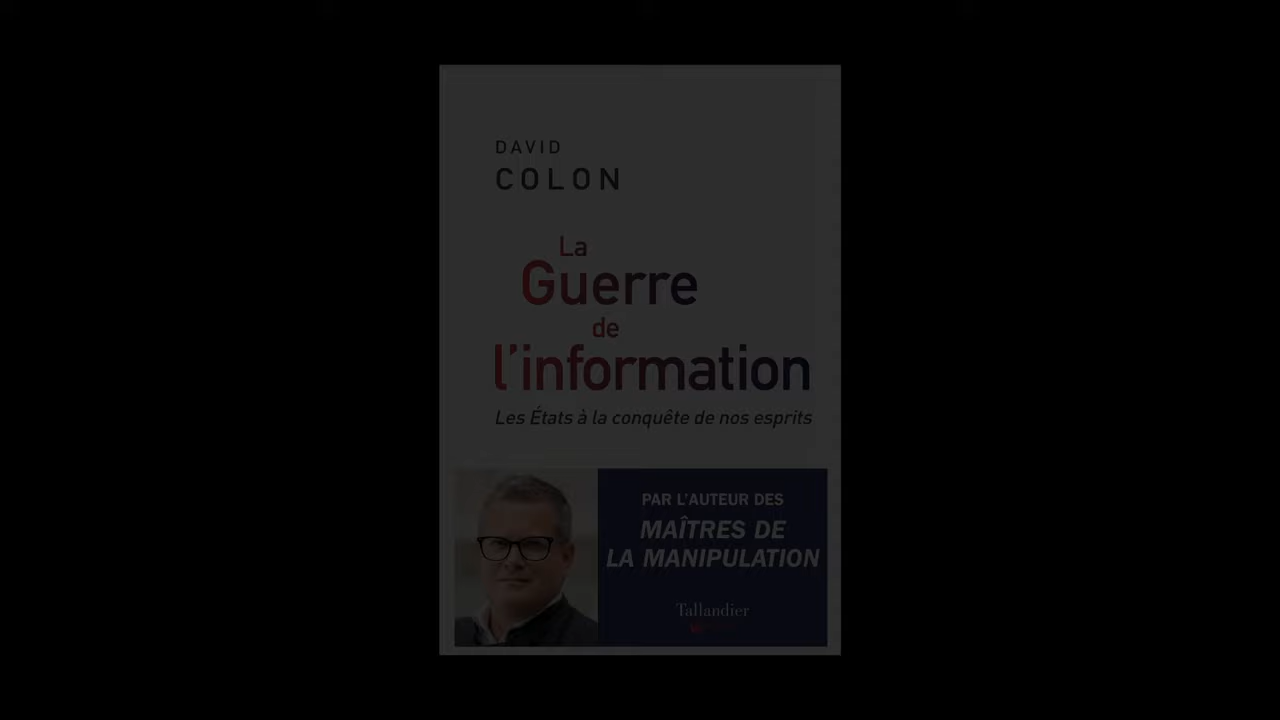 DAVID
COLON
La
Guerre
de
l'information
Les États à la conquête de nos esprits
PAR L'AUTEUR DES
MAÎTRES DE
LA MANIPULATION
Tallandier